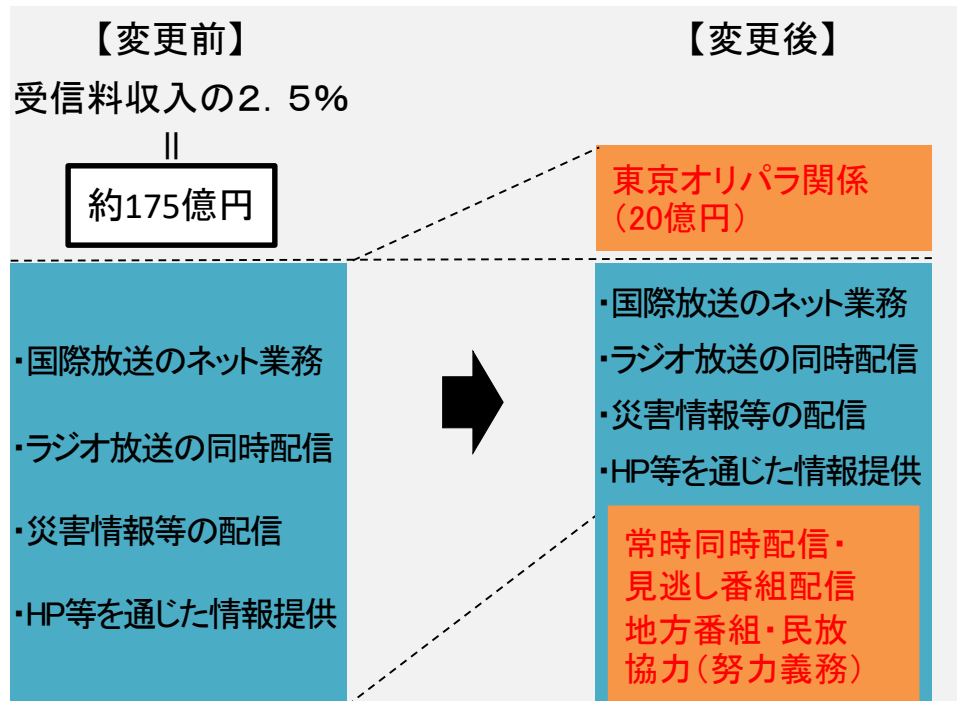 【変更前】
受信料収入の2.5%
||
約175億円
・国際放送のネット業務
・ラジオ放送の同時配信
・災害情報等の配信
・HP等を通じた情報提供
【変更後】
東京オリパラ関係
(20億円)
・国際放送のネット業務
・ラジオ放送の同時配信
・災害情報等の配信
・HP等を通じた情報提供
常時同時配信・
見逃し番組配信
地方番組・民放
協力(努力義務)